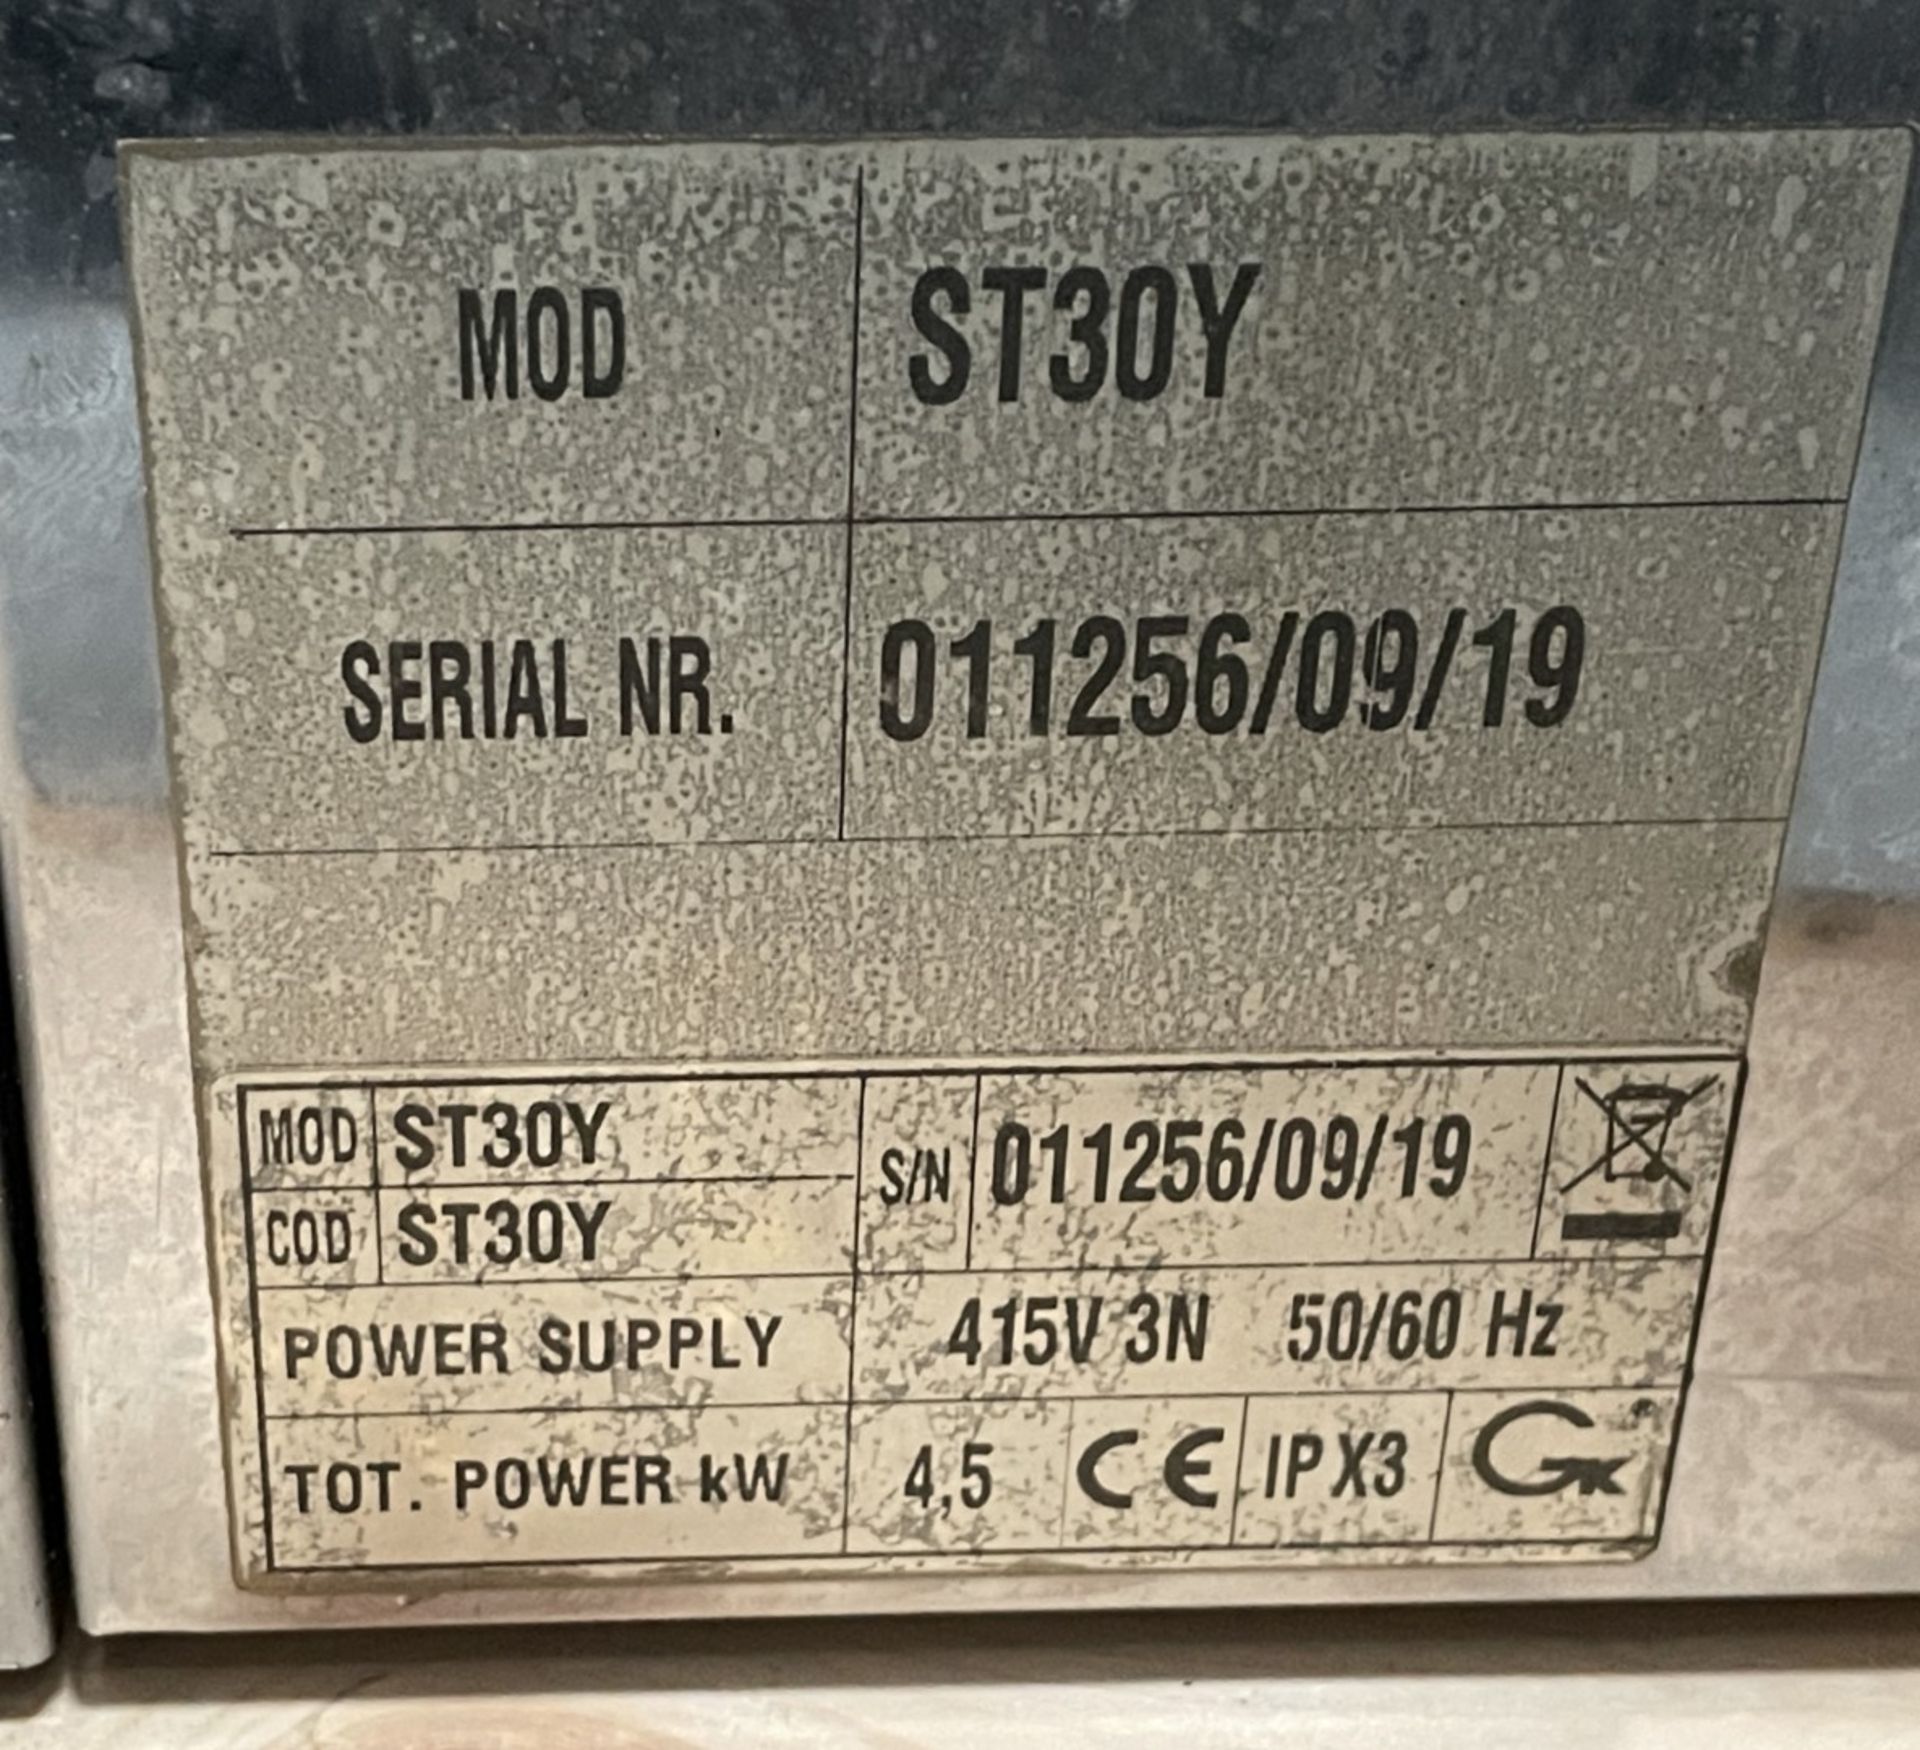 MOD ST30Y
SERIAL NR. 011256/09/19
MOD ST30Y S/N 011256/09/19
COD ST30Y
POWER SUPPLY 415V 3N 50/60 Hz
TOT. POWER kW 4,5 CE IPX3 GK